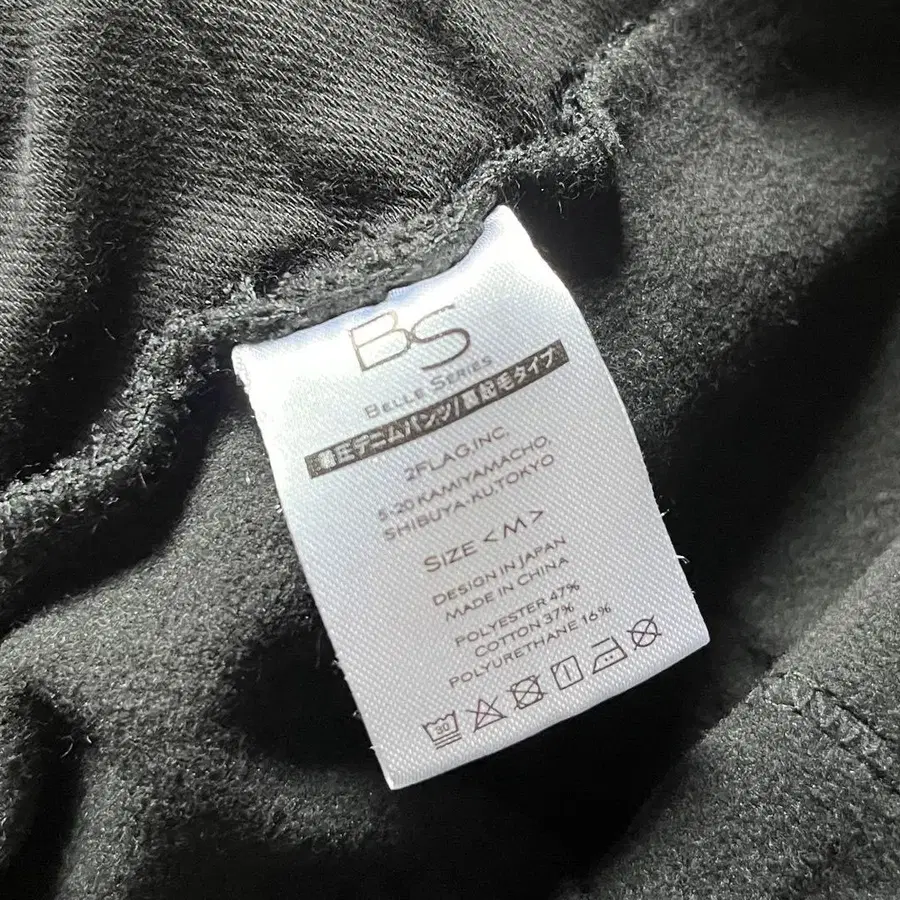 BS
BELLE SERIES
着圧デニムパンツ/裏起毛タイプ
2FLAG.INC.
5-20 KAMIYAMACHO,
SHIBUYA-KU,TOKYO
SIZE <M>
DESIGN IN JAPAN
MADE IN CHINA
POLYESTER 47%
COTTON 37%
POLYURETHANE 16%
30